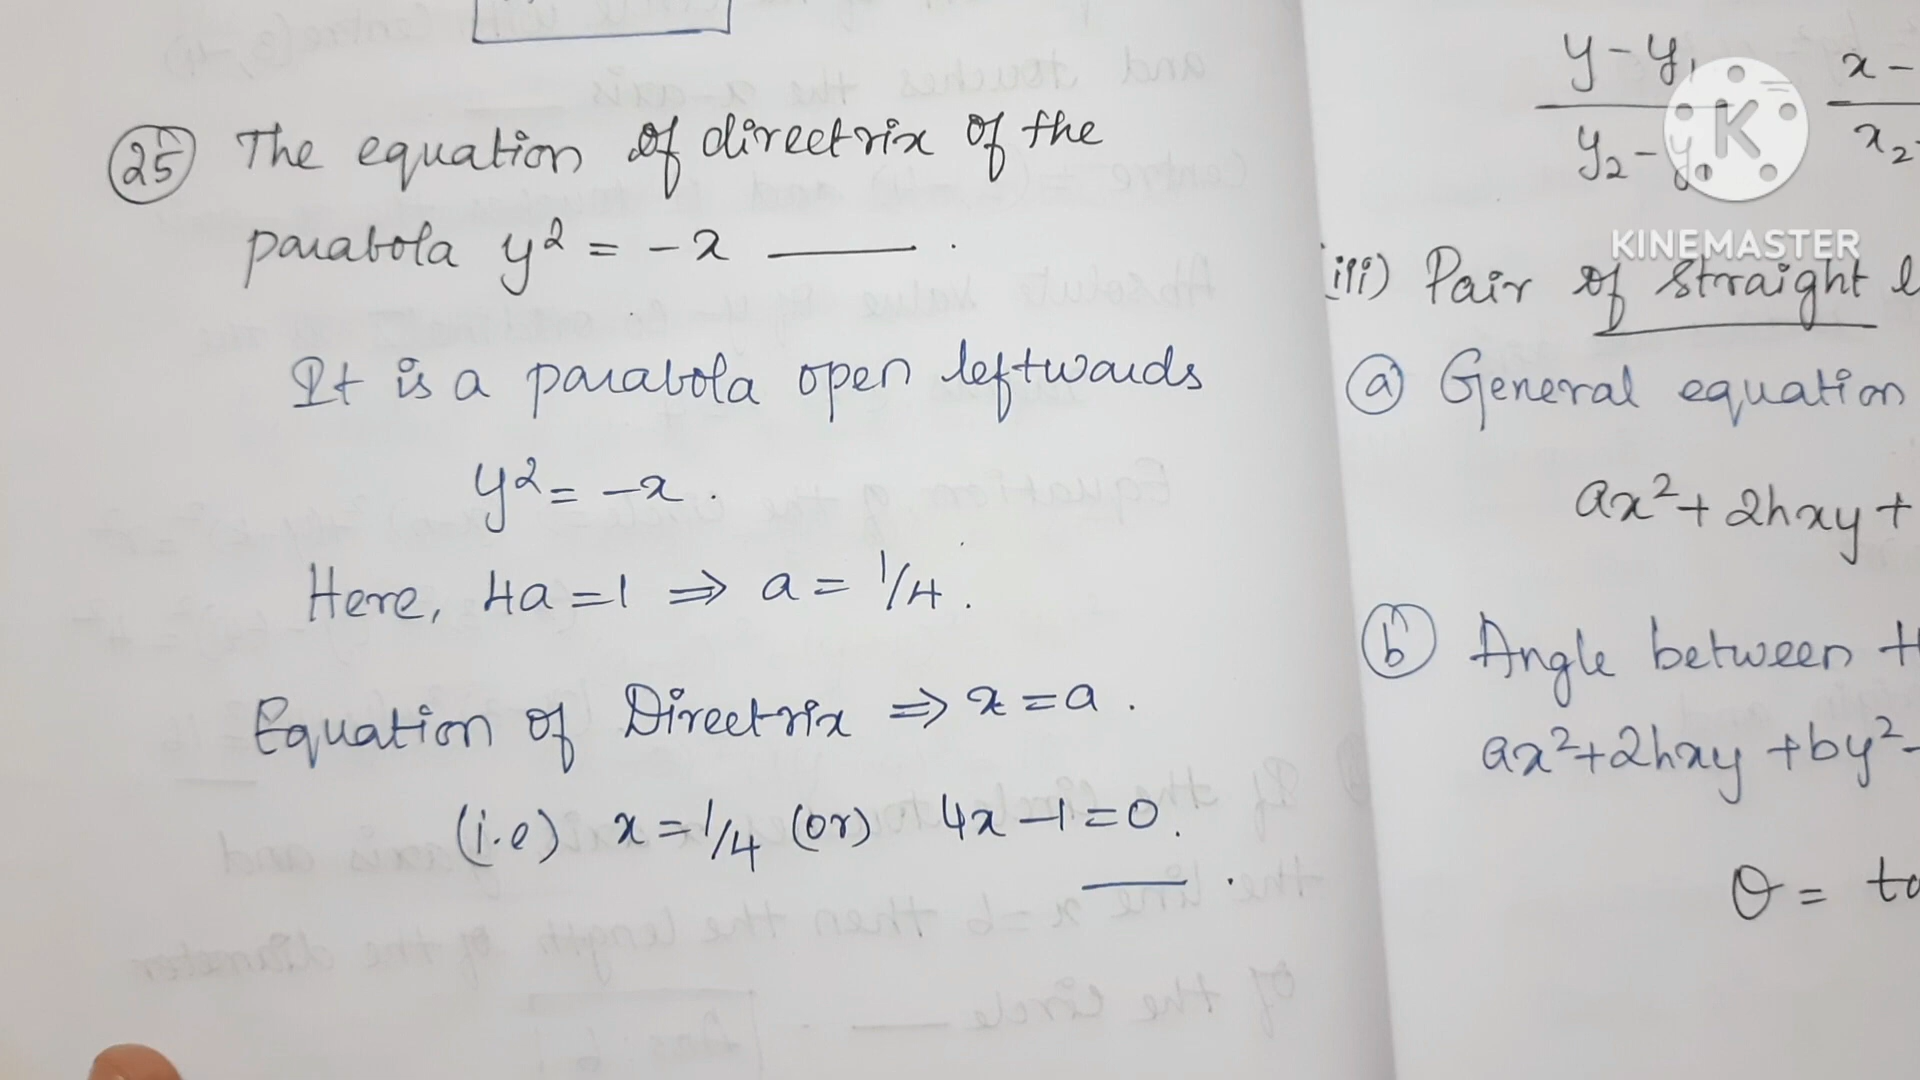 25 The equation of directrix of the
parabola y² = -x ———.
It is a parabola open leftwards
y² = -x.
Here, 4a = 1 ⇒ a = 1/4.
Equation of Directrix ⇒ x = a.
(i.e) x = 1/4 (or) 4x - 1 = 0.
y - y₁ x -
y₂ - y₁ x₂
K
KINEMASTER
iii) Pair of straight
a General equation
ax² + 2hxy +
b Angle between
ax² + 2hxy + by² -
θ =